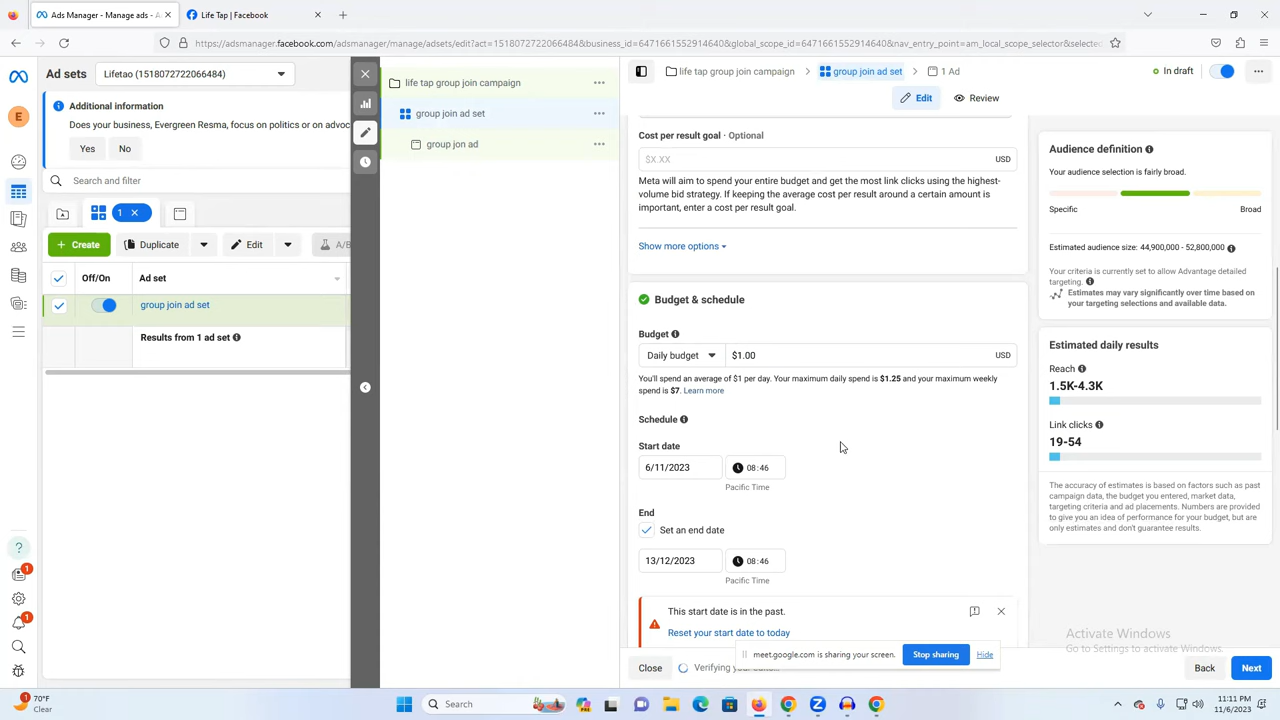 Ads Manager - Manage ads - Ad sets
Life Tap | Facebook
https://adsmanager.facebook.com/adsmanager/manage/adsets/edit?act=1518072722066484&business_id=6471661552914640&global_scope_id=6471661552914640&nav_entry_point=am_local_scope_selector&selectec
Ad sets
Lifetao (1518072722066484)
Additional information
Does your business, Evergreen Resma, focus on politics or on advoc
Yes
No
Search and filter
1
Create
Duplicate
Edit
A/B
Off/On
Ad set
group join ad set
Results from 1 ad set
E
?
1
1
life tap group join campaign
group join ad set
group jon ad
life tap group join campaign
group join ad set
1 Ad
In draft
Edit
Review
Cost per result goal · Optional
$X XX
USD
Meta will aim to spend your entire budget and get the most link clicks using the highest-
volume bid strategy. If keeping the average cost per result around a certain amount is
important, enter a cost per result goal.
Show more options
Budget & schedule
Budget
Daily budget
$1.00
USD
You'll spend an average of $1 per day. Your maximum daily spend is $1.25 and your maximum weekly
spend is $7. Learn more
Schedule
Start date
6/11/2023
08:46
Pacific Time
End
Set an end date
13/12/2023
08:46
Pacific Time
This start date is in the past.
Reset your start date to today
Close
meet.google.com is sharing your screen.
Stop sharing
Hide
Back
Next
Audience definition
Your audience selection is fairly broad.
Specific
Broad
Estimated audience size: 44,900,000 - 52,800,000
Your criteria is currently set to allow Advantage detailed
targeting.
Estimates may vary significantly over time based on
your targeting selections and available data.
Estimated daily results
Reach
1.5K-4.3K
Link clicks
19-54
The accuracy of estimates is based on factors such as past
campaign data, the budget you entered, market data,
targeting criteria and ad placements. Numbers are provided
to give you an idea of performance for your budget, but are
only estimates and don't guarantee results.
Activate Windows
Go to Settings to activate Windows.
1
70°F
Clear
Search
11:11 PM
11/6/2023